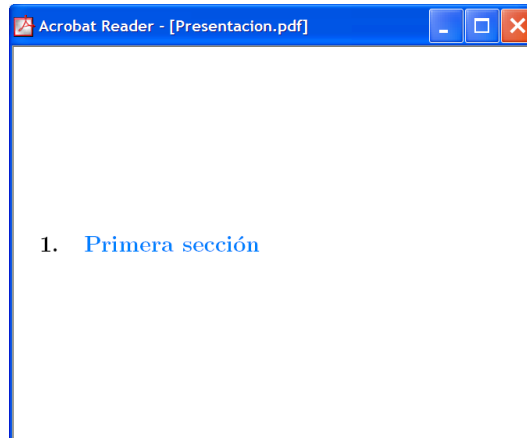 Acrobat Reader - [Presentacion.pdf]
1. Primera sección